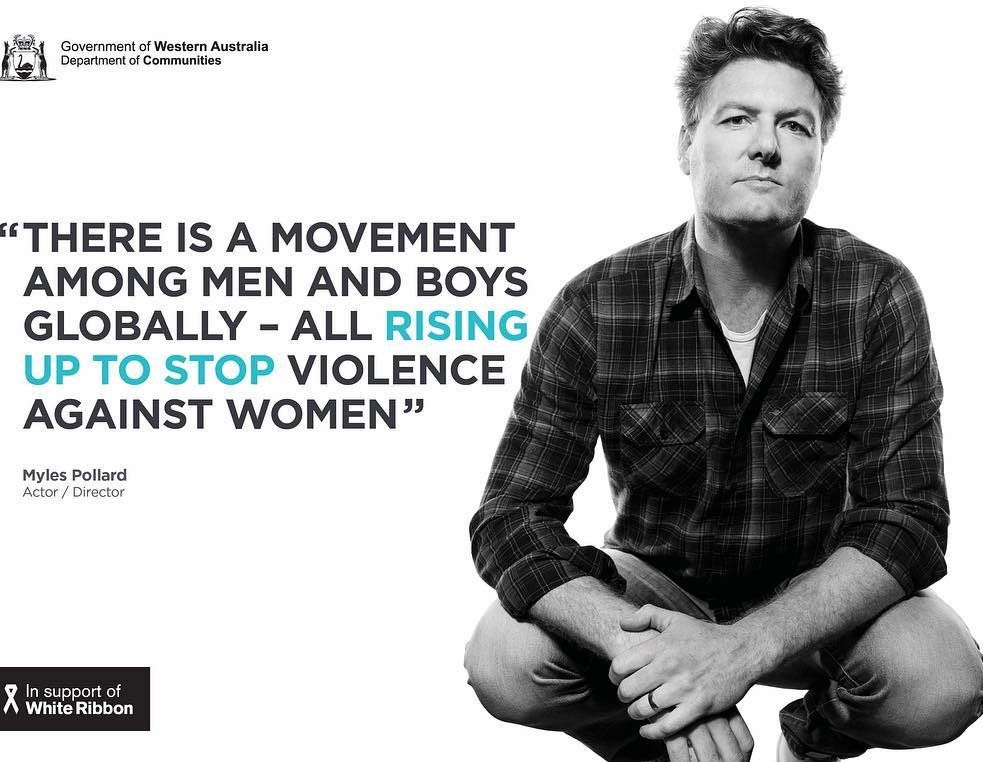 Government of Western Australia
Department of Communities
“THERE IS A MOVEMENT
AMONG MEN AND BOYS
GLOBALLY – ALL RISING
UP TO STOP VIOLENCE
AGAINST WOMEN”
Myles Pollard
Actor / Director
In support of
White Ribbon